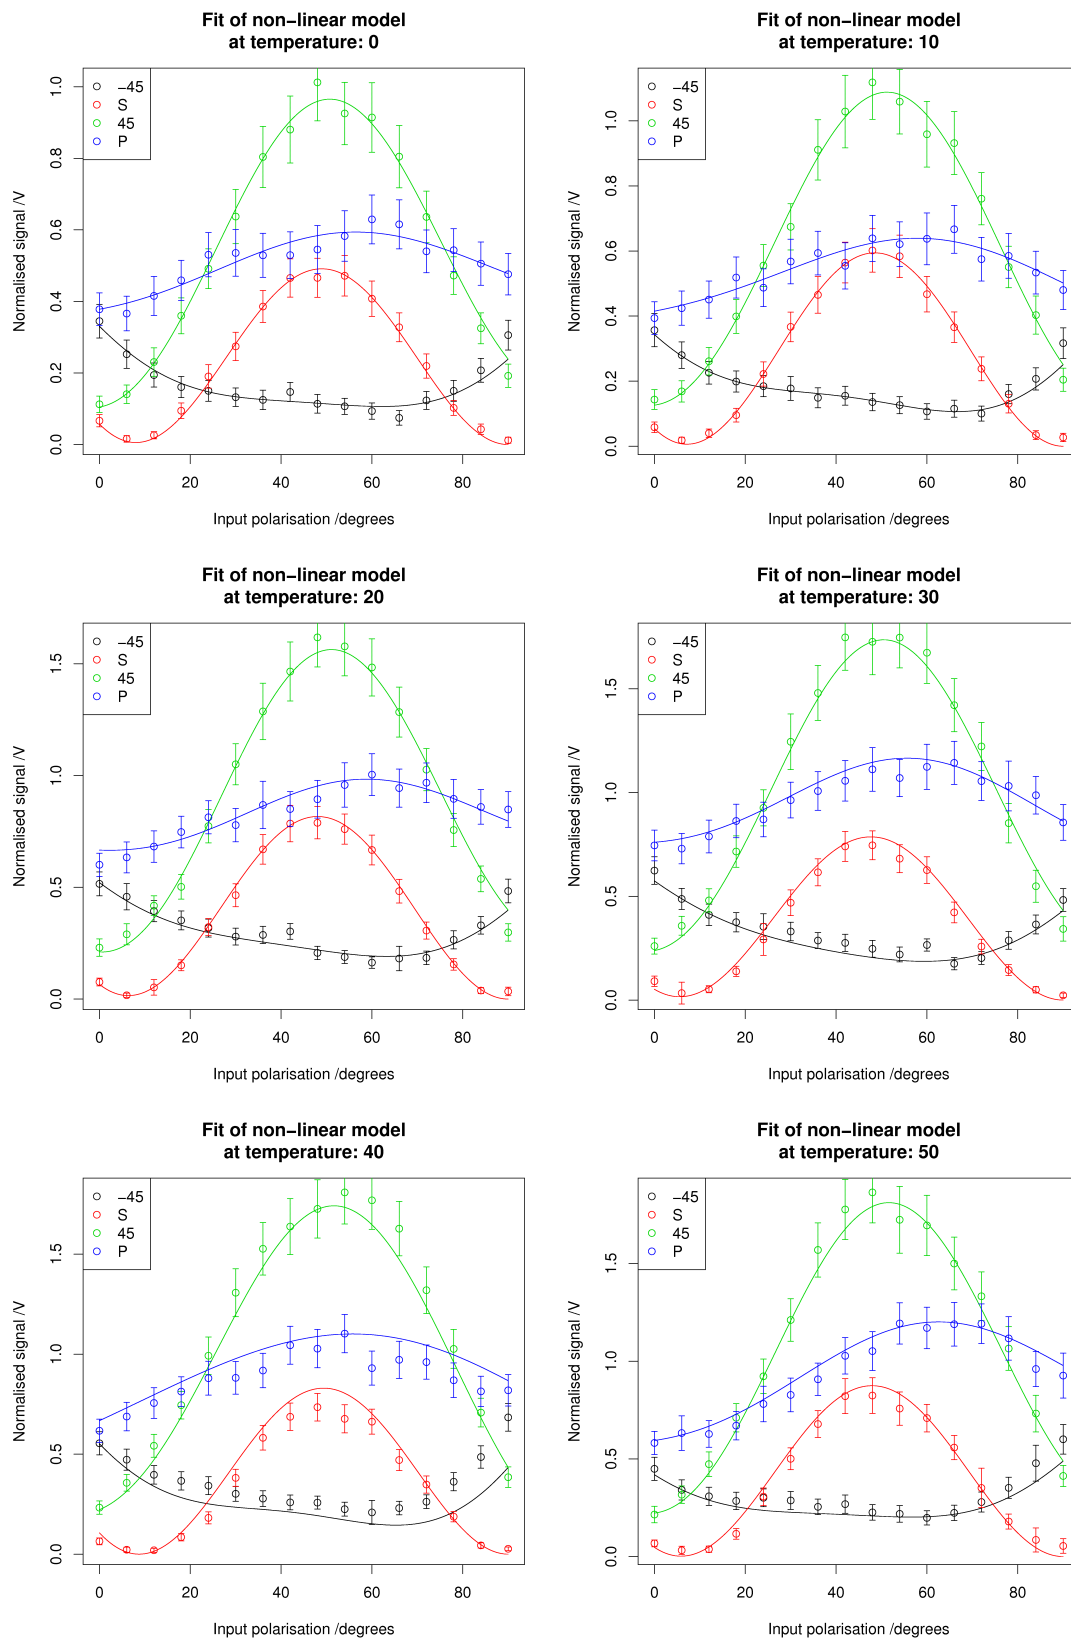 Fit of non−linear model
at temperature: 0
−45
S
45
P
Normalised signal /V
0.0 0.2 0.4 0.6 0.8 1.0
0 20 40 60 80
Input polarisation /degrees
Fit of non−linear model
at temperature: 10
−45
S
45
P
Normalised signal /V
0.0 0.2 0.4 0.6 0.8 1.0
0 20 40 60 80
Input polarisation /degrees
Fit of non−linear model
at temperature: 20
−45
S
45
P
Normalised signal /V
0.0 0.5 1.0 1.5
0 20 40 60 80
Input polarisation /degrees
Fit of non−linear model
at temperature: 30
−45
S
45
P
Normalised signal /V
0.0 0.5 1.0 1.5
0 20 40 60 80
Input polarisation /degrees
Fit of non−linear model
at temperature: 40
−45
S
45
P
Normalised signal /V
0.0 0.5 1.0 1.5
0 20 40 60 80
Input polarisation /degrees
Fit of non−linear model
at temperature: 50
−45
S
45
P
Normalised signal /V
0.0 0.5 1.0 1.5
0 20 40 60 80
Input polarisation /degrees